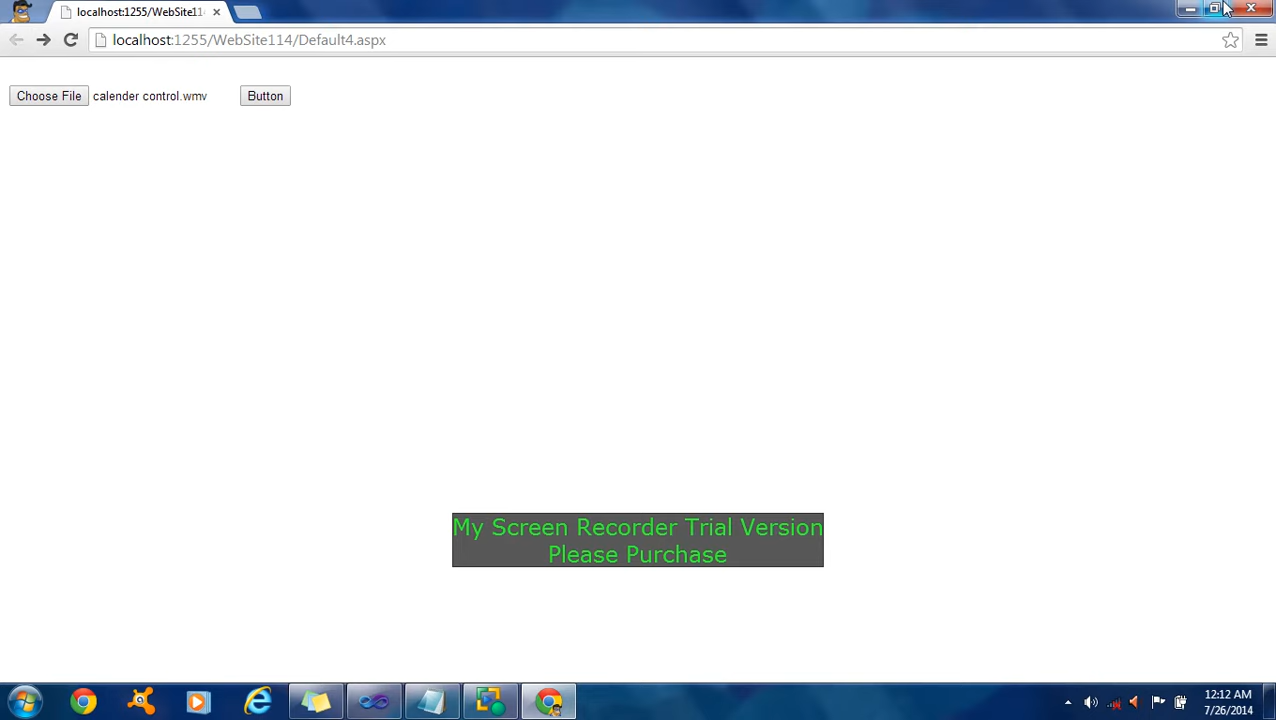 localhost:1255/WebSite11
localhost:1255/WebSite114/Default4.aspx
Choose File calender control.wmv Button
My Screen Recorder Trial Version
Please Purchase
12:12 AM
7/26/2014